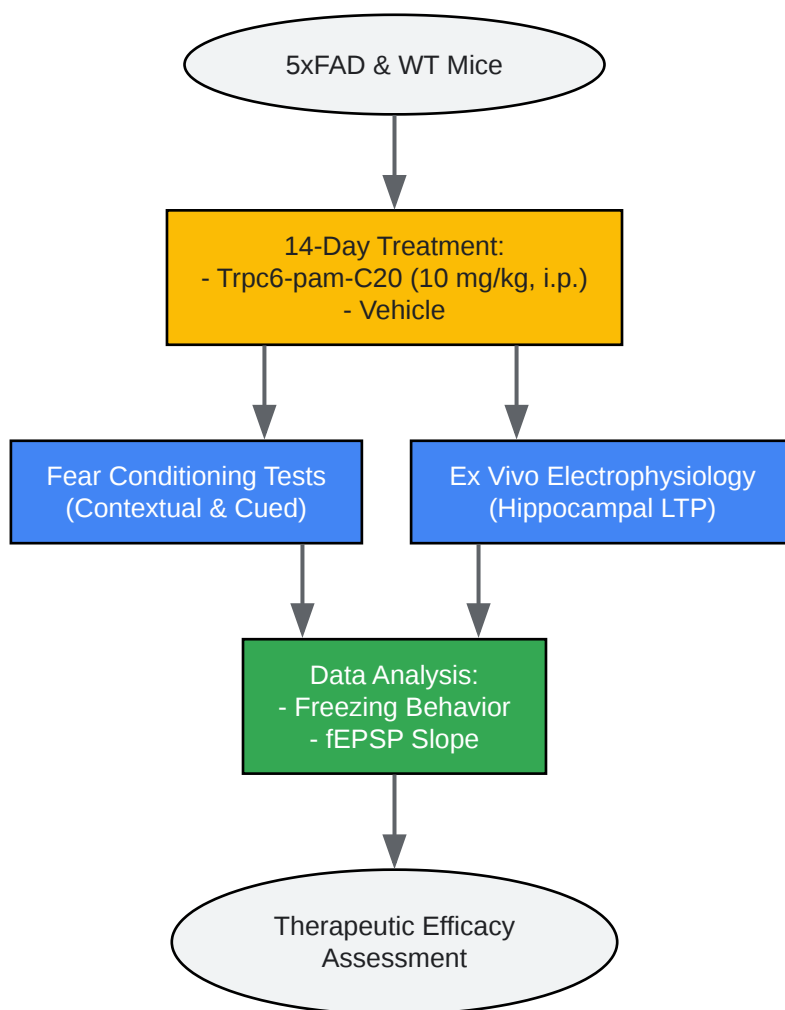 5xFAD & WT Mice
14-Day Treatment:
- Trpc6-pam-C20 (10 mg/kg, i.p.)
- Vehicle
Fear Conditioning Tests
(Contextual & Cued)
Ex Vivo Electrophysiology
(Hippocampal LTP)
Data Analysis:
- Freezing Behavior
- fEPSP Slope
Therapeutic Efficacy
Assessment